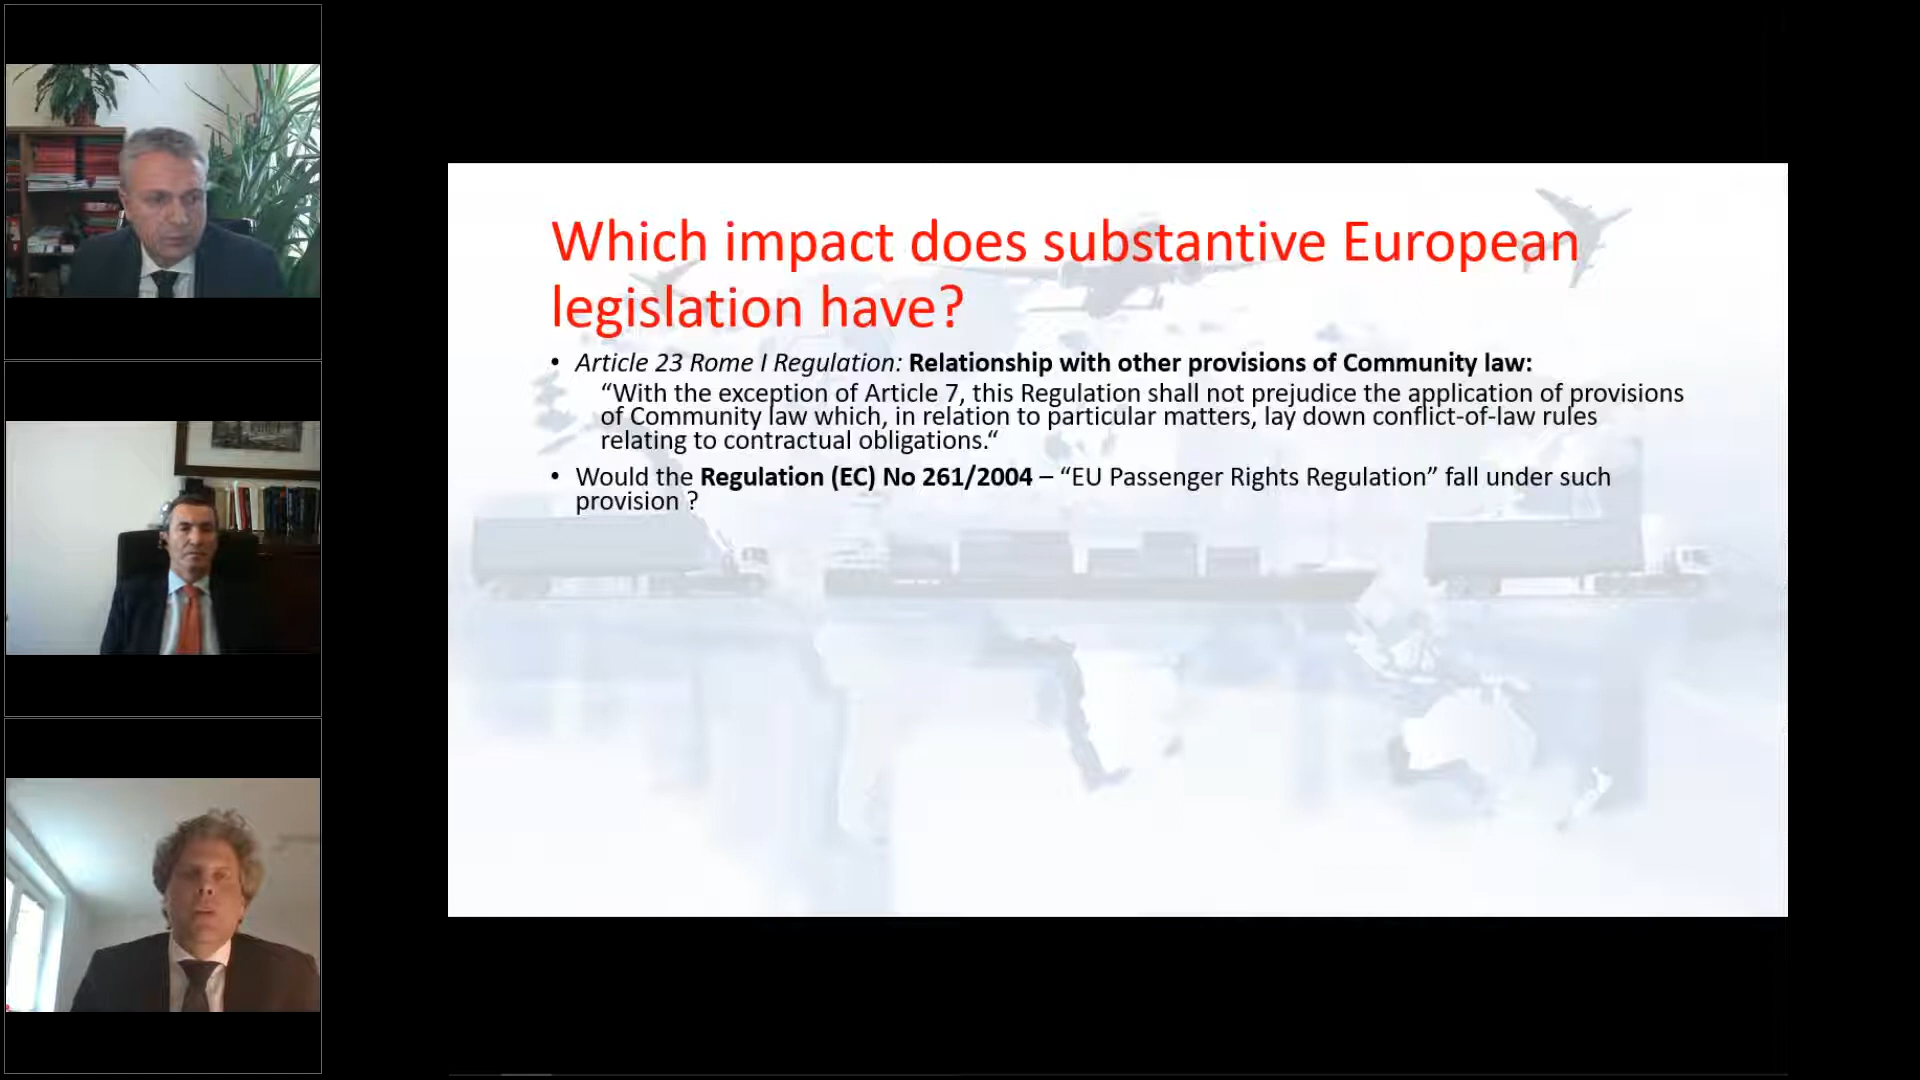 Which impact does substantive European
legislation have?
• Article 23 Rome I Regulation: Relationship with other provisions of Community law:
“With the exception of Article 7, this Regulation shall not prejudice the application of provisions
of Community law which, in relation to particular matters, lay down conflict-of-law rules
relating to contractual obligations.“
• Would the Regulation (EC) No 261/2004 – “EU Passenger Rights Regulation” fall under such
provision ?